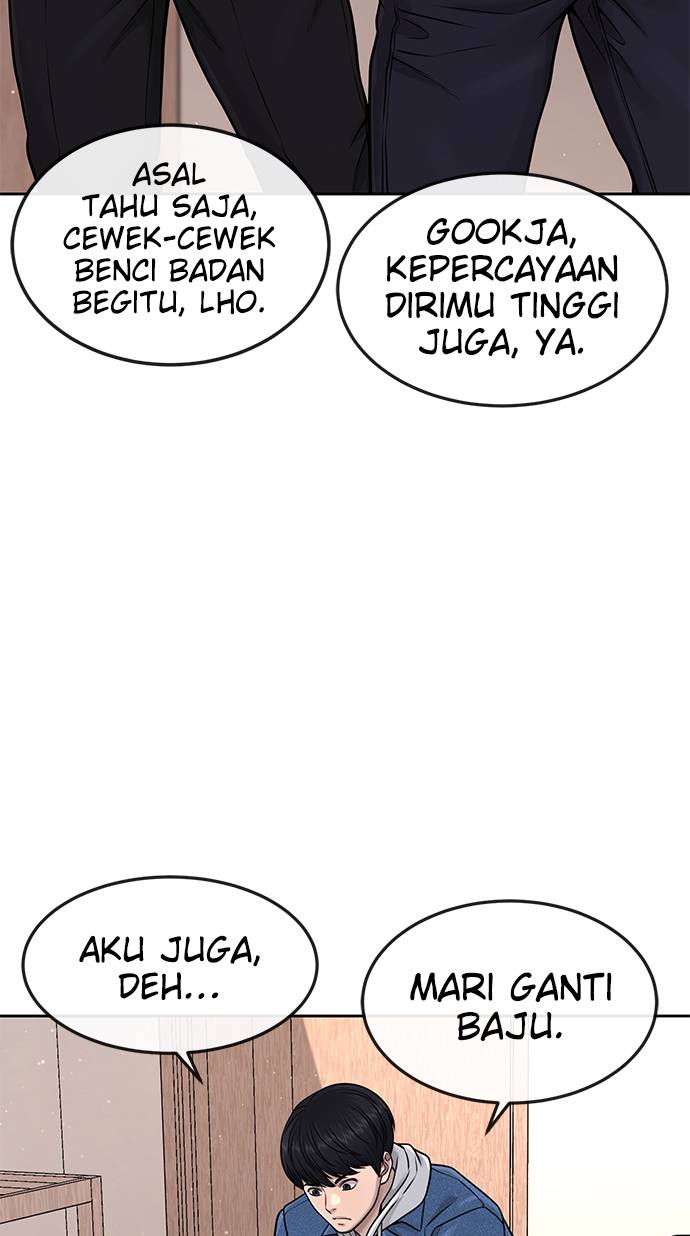 ASAL
TAHU SAJA,
CEWEK-CEWEK
BENCI BADAN
BEGITU, LHO.
GOOKJA,
KEPERCAYAAN
DIRIMU TINGGI
JUGA, YA.
AKU JUGA,
DEH...
MARI GANTI
BAJU.